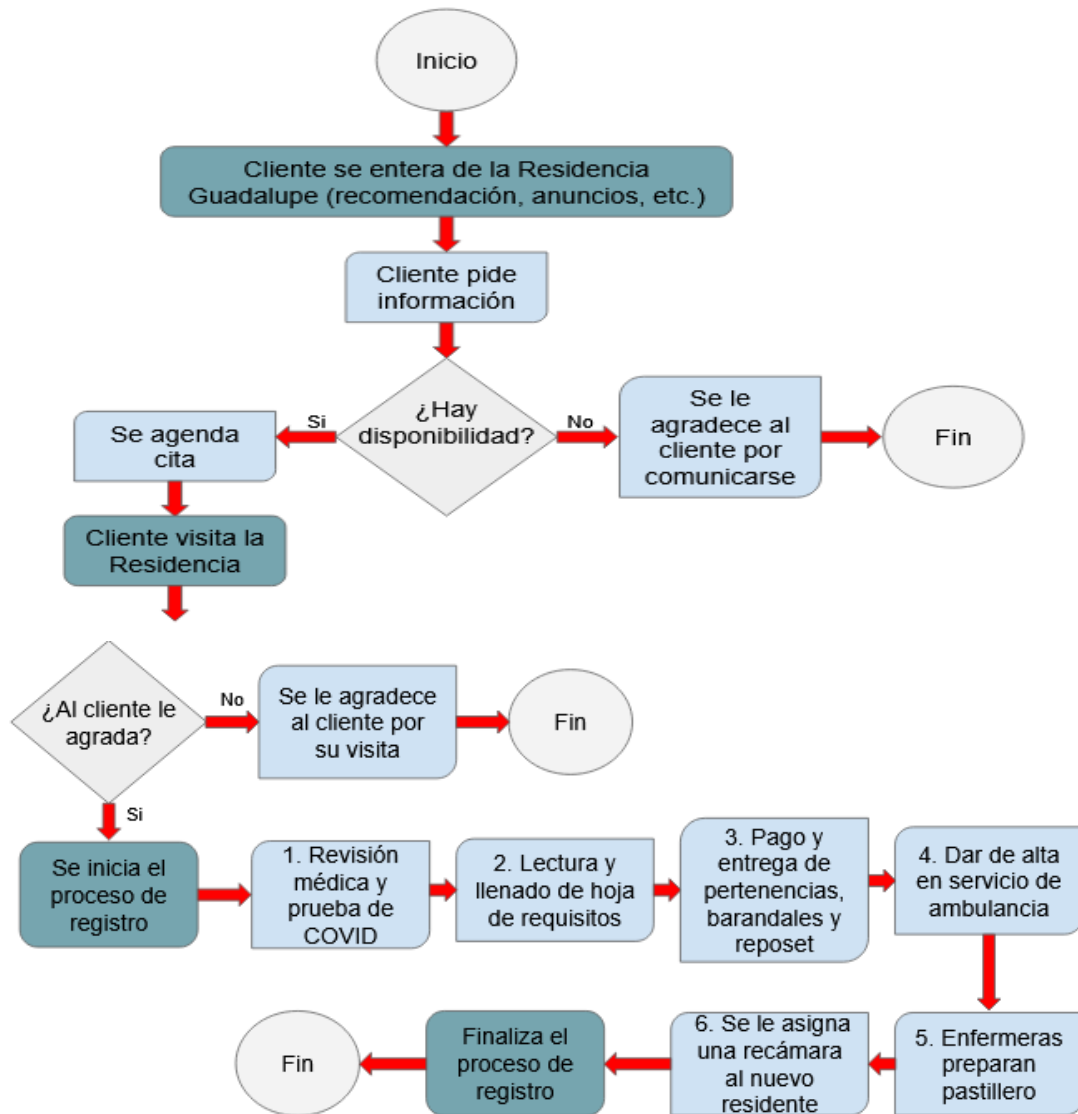 Inicio
Cliente se entera de la Residencia
Guadalupe (recomendación, anuncios, etc.)
Cliente pide
información
¿Hay
disponibilidad?
Si
No
Se agenda
cita
Se le
agradece al
cliente por
comunicarse
Fin
Cliente visita la
Residencia
¿Al cliente le
agrada?
No
Se le agradece
al cliente por
su visita
Fin
Si
Se inicia el
proceso de
registro
1. Revisión
médica y
prueba de
COVID
2. Lectura y
llenado de hoja
de requisitos
3. Pago y
entrega de
pertenencias,
barandales y
reposet
4. Dar de alta
en servicio de
ambulancia
5. Enfermeras
preparan
pastillero
6. Se le asigna
una recámara
al nuevo
residente
Finaliza el
proceso de
registro
Fin